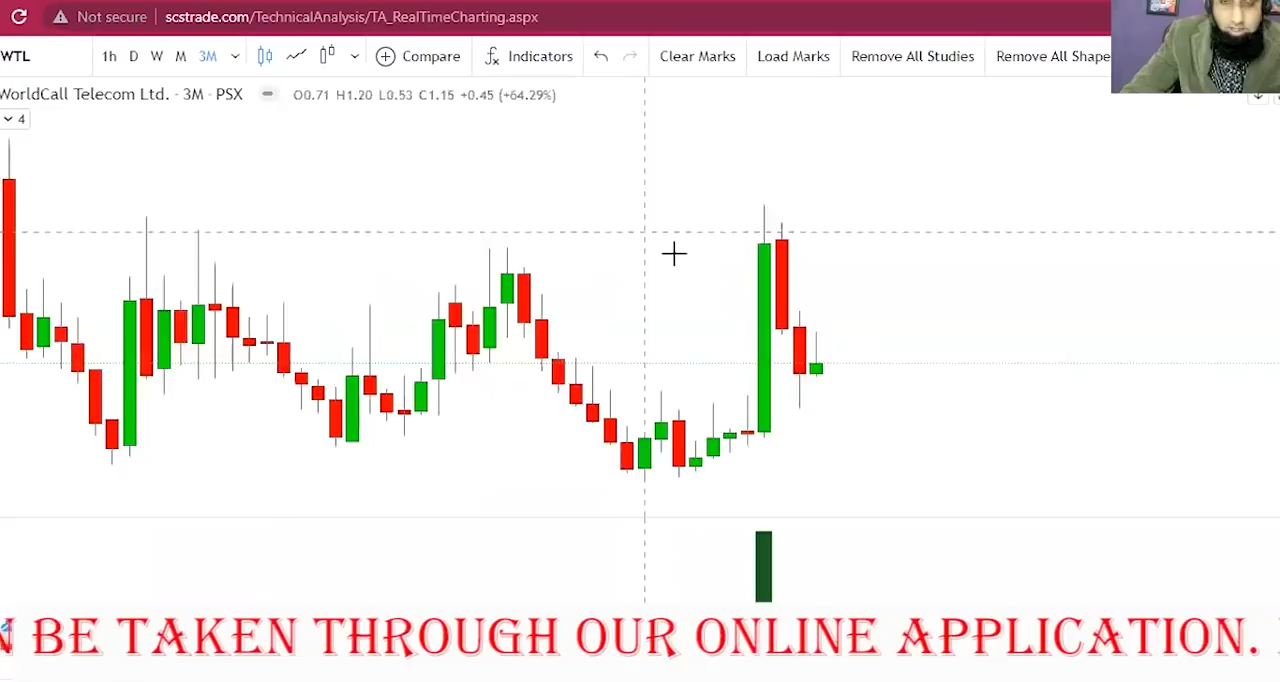 Not secure scstrade.com/TechnicalAnalysis/TA_RealTimeCharting.aspx
WTL 1h D W M 3M Compare Indicators Clear Marks Load Marks Remove All Studies Remove All Shape
WorldCall Telecom Ltd. · 3M · PSX O0.71 H1.20 L0.53 C1.15 +0.45 (+64.29%)
4
N BE TAKEN THROUGH OUR ONLINE APPLICATION.